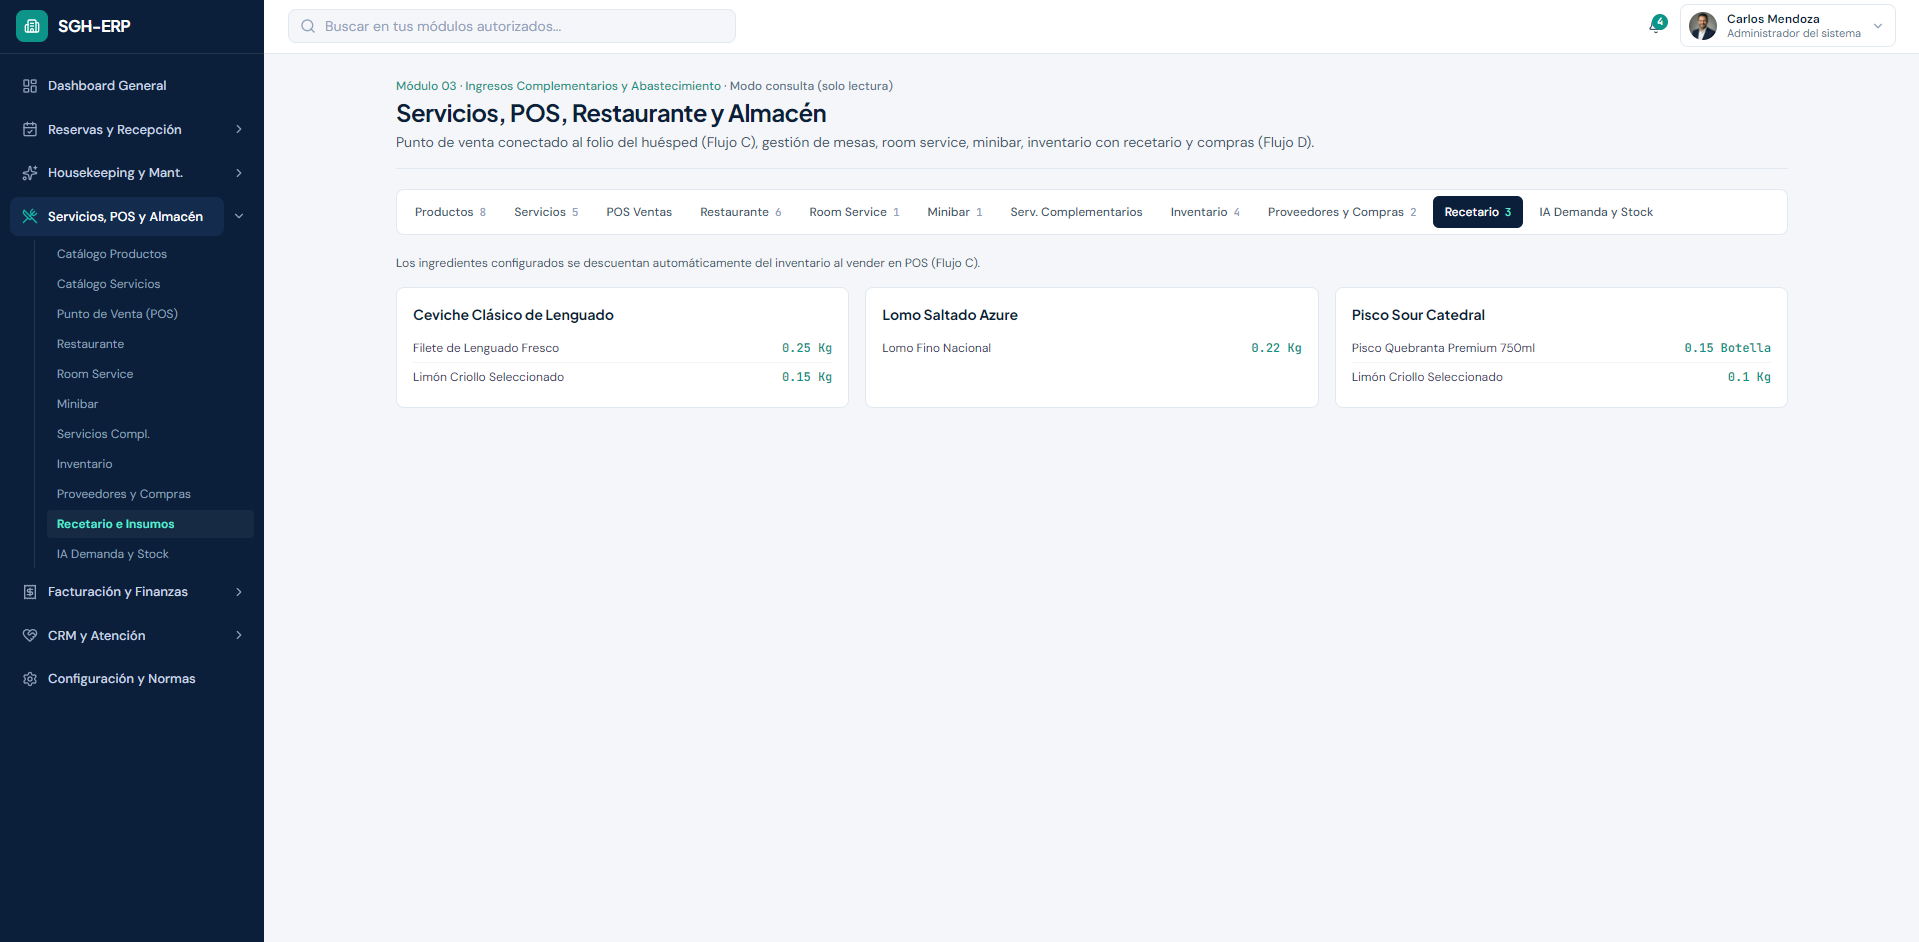 SGH-ERP
Buscar en tus módulos autorizados...
4
Carlos Mendoza
Administrador del sistema
Dashboard General
Reservas y Recepción
Housekeeping y Mant.
Servicios, POS y Almacén
Catálogo Productos
Catálogo Servicios
Punto de Venta (POS)
Restaurante
Room Service
Minibar
Servicios Compl.
Inventario
Proveedores y Compras
Recetario e Insumos
IA Demanda y Stock
Facturación y Finanzas
CRM y Atención
Configuración y Normas
Módulo 03 · Ingresos Complementarios y Abastecimiento · Modo consulta (solo lectura)
Servicios, POS, Restaurante y Almacén
Punto de venta conectado al folio del huésped (Flujo C), gestión de mesas, room service, minibar, inventario con recetario y compras (Flujo D).
Productos 8 Servicios 5 POS Ventas Restaurante 6 Room Service 1 Minibar 1 Serv. Complementarios Inventario 4 Proveedores y Compras 2 Recetario 3 IA Demanda y Stock
Los ingredientes configurados se descuentan automáticamente del inventario al vender en POS (Flujo C).
Ceviche Clásico de Lenguado
Filete de Lenguado Fresco 0.25 Kg
Limón Criollo Seleccionado 0.15 Kg
Lomo Saltado Azure
Lomo Fino Nacional 0.22 Kg
Pisco Sour Catedral
Pisco Quebranta Premium 750ml 0.15 Botella
Limón Criollo Seleccionado 0.1 Kg